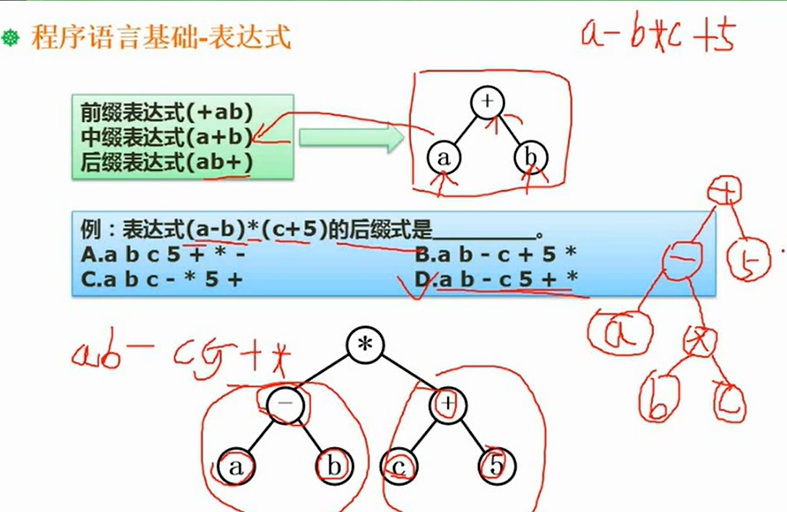 程序语言基础-表达式
a-b*c+5
前缀表达式(+ab)
中缀表达式(a+b)
后缀表达式(ab+)
+
a b
例：表达式(a-b)*(c+5)的后缀式是__________。
A.a b c 5 + * - B.a b - c + 5 *
C.a b c - * 5 + D.a b - c 5 + *
+
- 5
a *
b c
ab- c5+*
*
- +
a b c 5